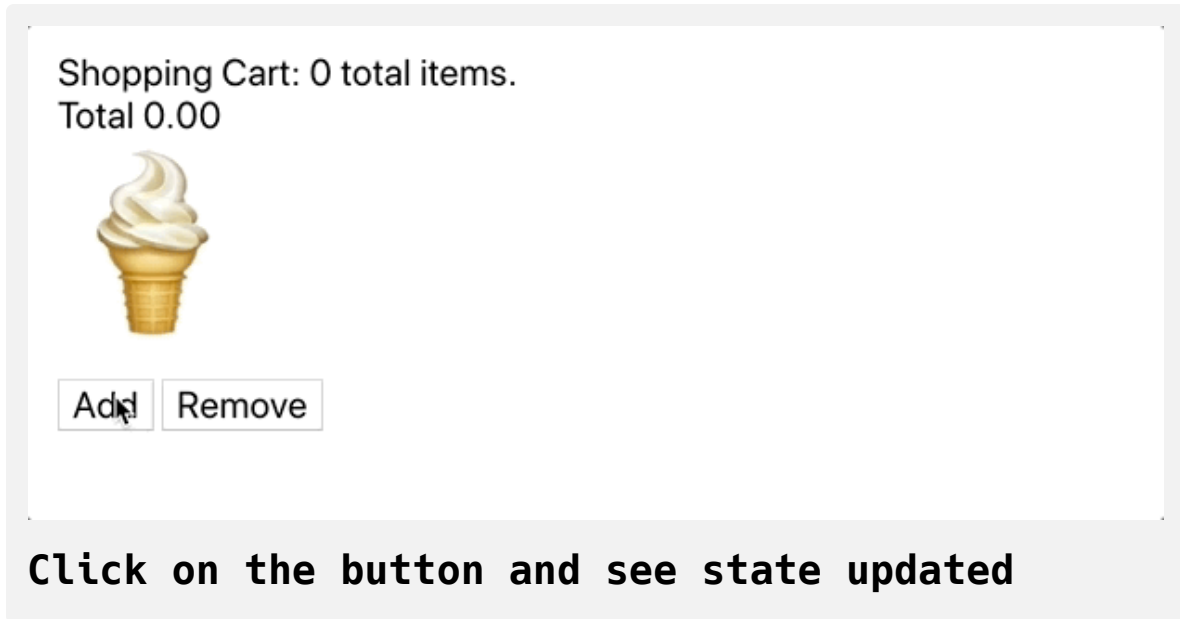 Shopping Cart: 0 total items.
Total 0.00
Add Remove
Click on the button and see state updated